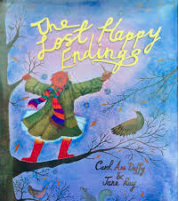 The
Lost Happy
Endings
Carol Ann Duffy
&
Jane Ray